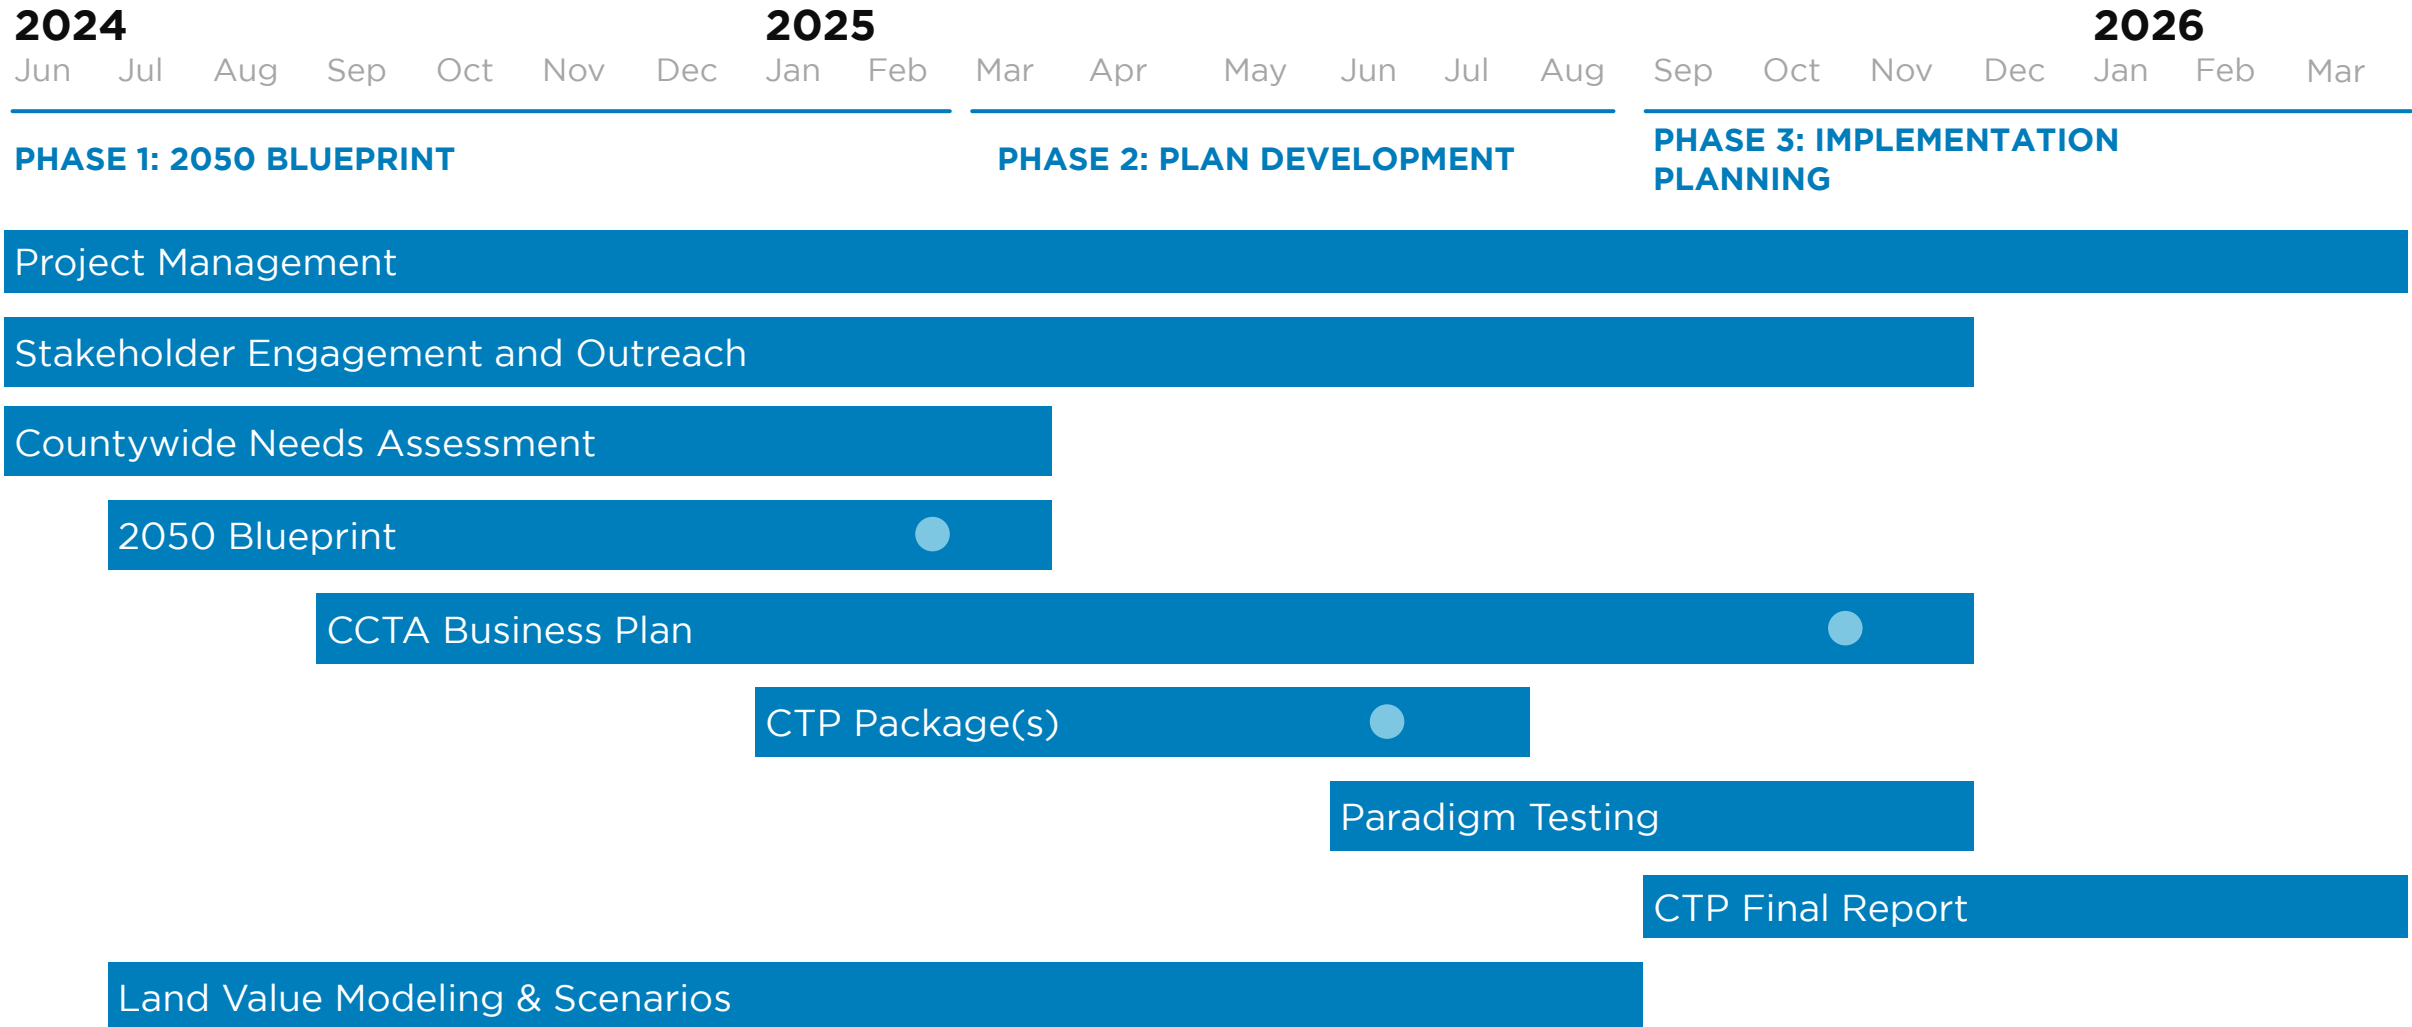 2024 2025 2026
Jun Jul Aug Sep Oct Nov Dec Jan Feb Mar Apr May Jun Jul Aug Sep Oct Nov Dec Jan Feb Mar
PHASE 1: 2050 BLUEPRINT
PHASE 2: PLAN DEVELOPMENT
PHASE 3: IMPLEMENTATION
PLANNING
Project Management
Stakeholder Engagement and Outreach
Countywide Needs Assessment
2050 Blueprint
CCTA Business Plan
CTP Package(s)
Paradigm Testing
CTP Final Report
Land Value Modeling & Scenarios